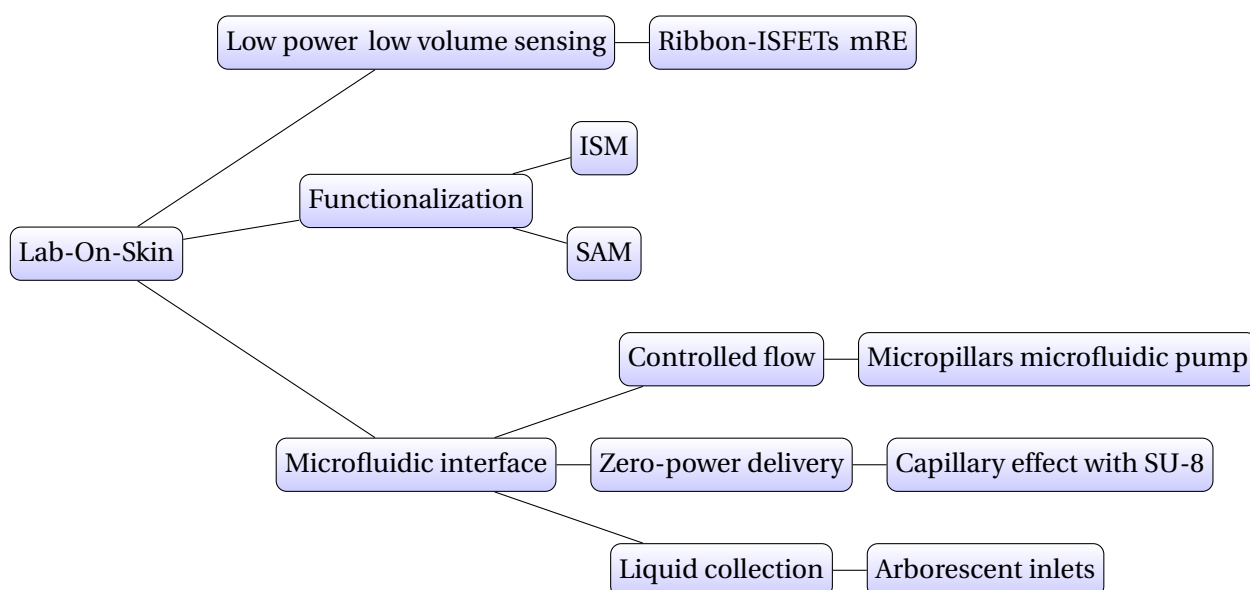 Low power low volume sensing
Ribbon-ISFETs mRE
ISM
Functionalization
SAM
Lab-On-Skin
Controlled flow
Micropillars microfluidic pump
Microfluidic interface
Zero-power delivery
Capillary effect with SU-8
Liquid collection
Arborescent inlets